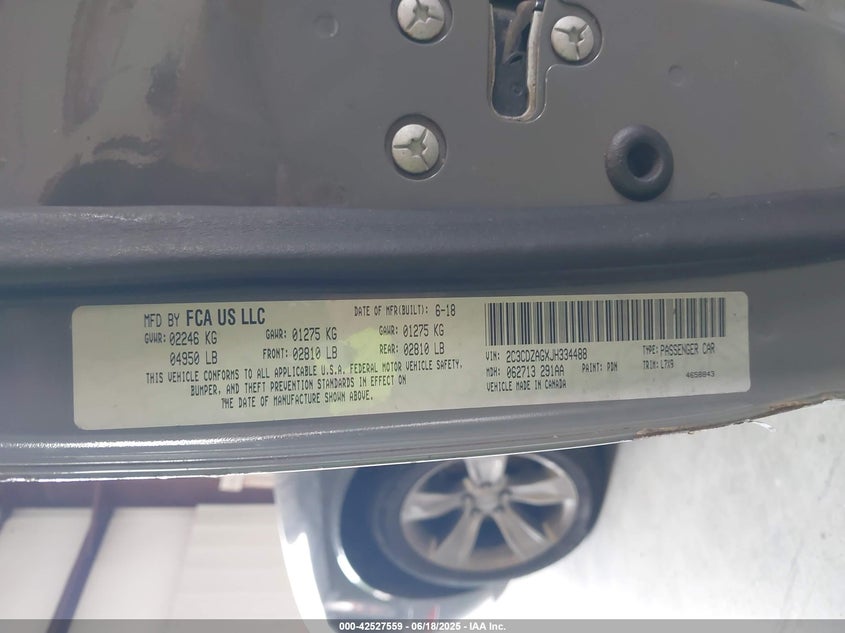 MFD BY FCA US LLC
DATE OF MFR(BUILT): 6-18
GVWR: 02246 KG GAWR: 01275 KG GAWR: 01275 KG
04950 LB FRONT: 02810 LB REAR: 02810 LB
THIS VEHICLE CONFORMS TO ALL APPLICABLE U.S.A. FEDERAL MOTOR VEHICLE SAFETY,
BUMPER, AND THEFT PREVENTION STANDARDS IN EFFECT ON
THE DATE OF MANUFACTURE SHOWN ABOVE.
VIN: 2C3CDZAGXJH334488 TYPE: PASSENGER CAR
MDH: 062713 291AA PAINT: PDN TRIM: L7X9
VEHICLE MADE IN CANADA 4658843
000-42527559 - 06/18/2025 - IAA Inc.